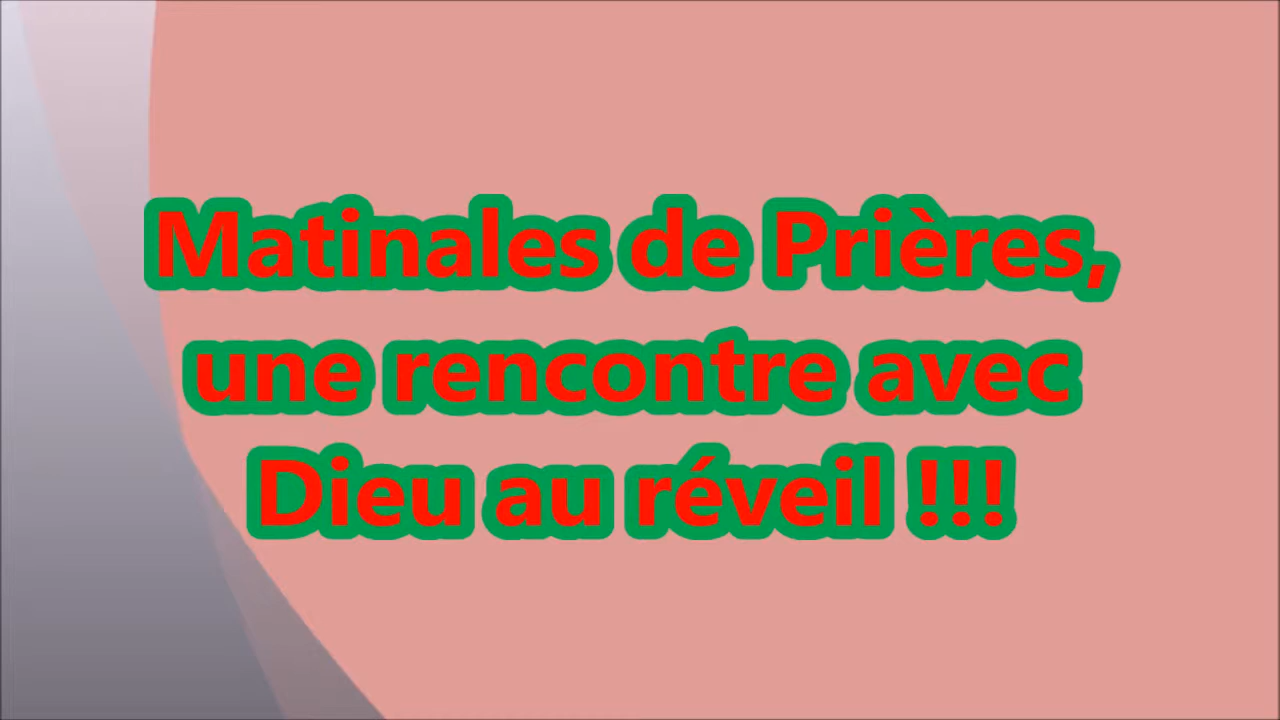 Matinales de Prières,
une rencontre avec
Dieu au réveil !!!